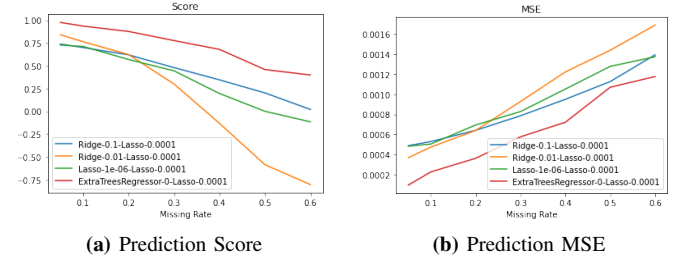 Score
1.00
0.75
0.50
0.25
0.00
−0.25
−0.50
−0.75
Ridge-0.1-Lasso-0.0001
Ridge-0.01-Lasso-0.0001
Lasso-1e-06-Lasso-0.0001
ExtraTreesRegressor-0-Lasso-0.0001
0.1 0.2 0.3 0.4 0.5 0.6
Missing Rate
(a) Prediction Score
MSE
0.0016
0.0014
0.0012
0.0010
0.0008
0.0006
0.0004
0.0002
Ridge-0.1-Lasso-0.0001
Ridge-0.01-Lasso-0.0001
Lasso-1e-06-Lasso-0.0001
ExtraTreesRegressor-0-Lasso-0.0001
0.1 0.2 0.3 0.4 0.5 0.6
Missing Rate
(b) Prediction MSE